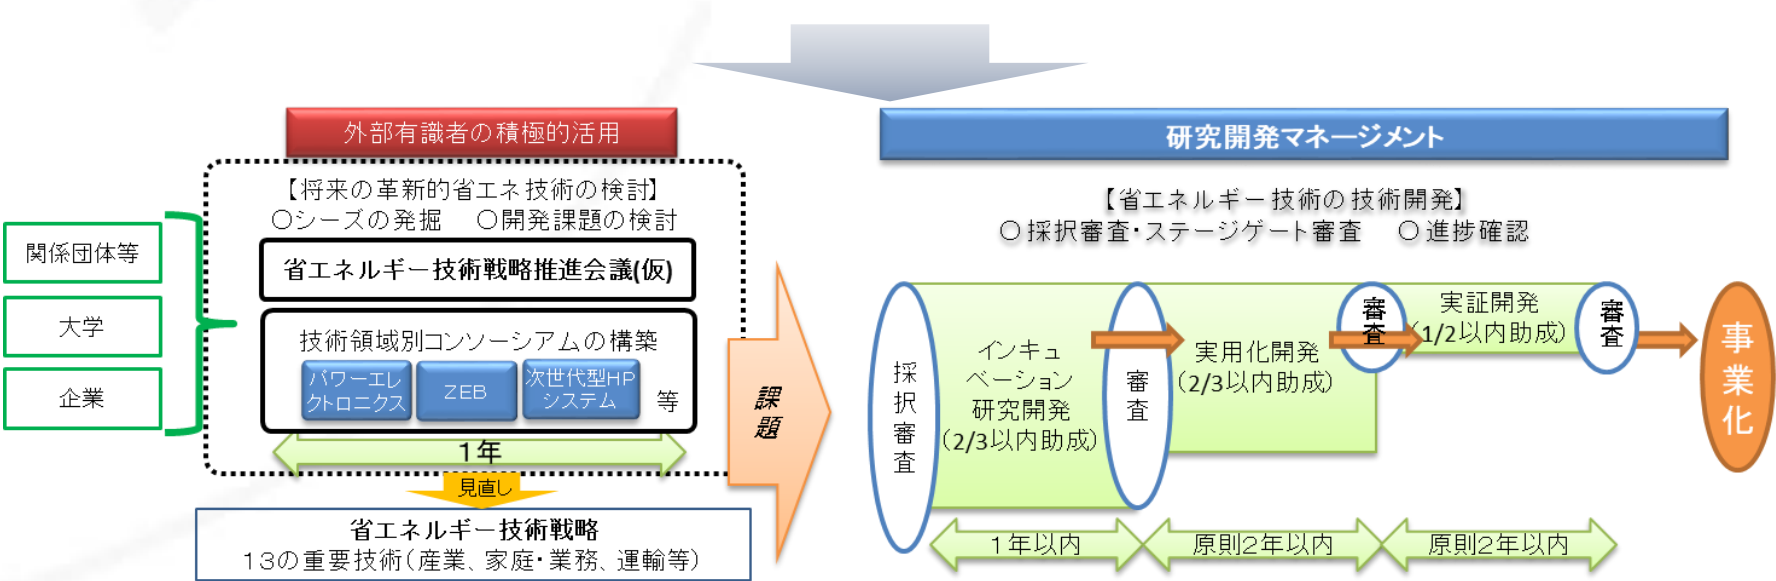 外部有識者の積極的活用
【将来の革新的省エネ技術の検討】
○シーズの発掘　○開発課題の検討
関係団体等
大学
企業
省エネルギー技術戦略推進会議(仮)
技術領域別コンソーシアムの構築
パワーエレ
クトロニクス
ZEB
次世代型HP
システム
等
1年
見直し
省エネルギー技術戦略
13の重要技術(産業、家庭・業務、運輸等)
課題
研究開発マネージメント
【省エネルギー技術の技術開発】
○採択審査・ステージゲート審査　○進捗確認
採択審査
インキュ
ベーション
研究開発
(2/3以内助成)
審査
実用化開発
(2/3以内助成)
審査
実証開発
(1/2以内助成)
審査
事業化
1年以内
原則2年以内
原則2年以内